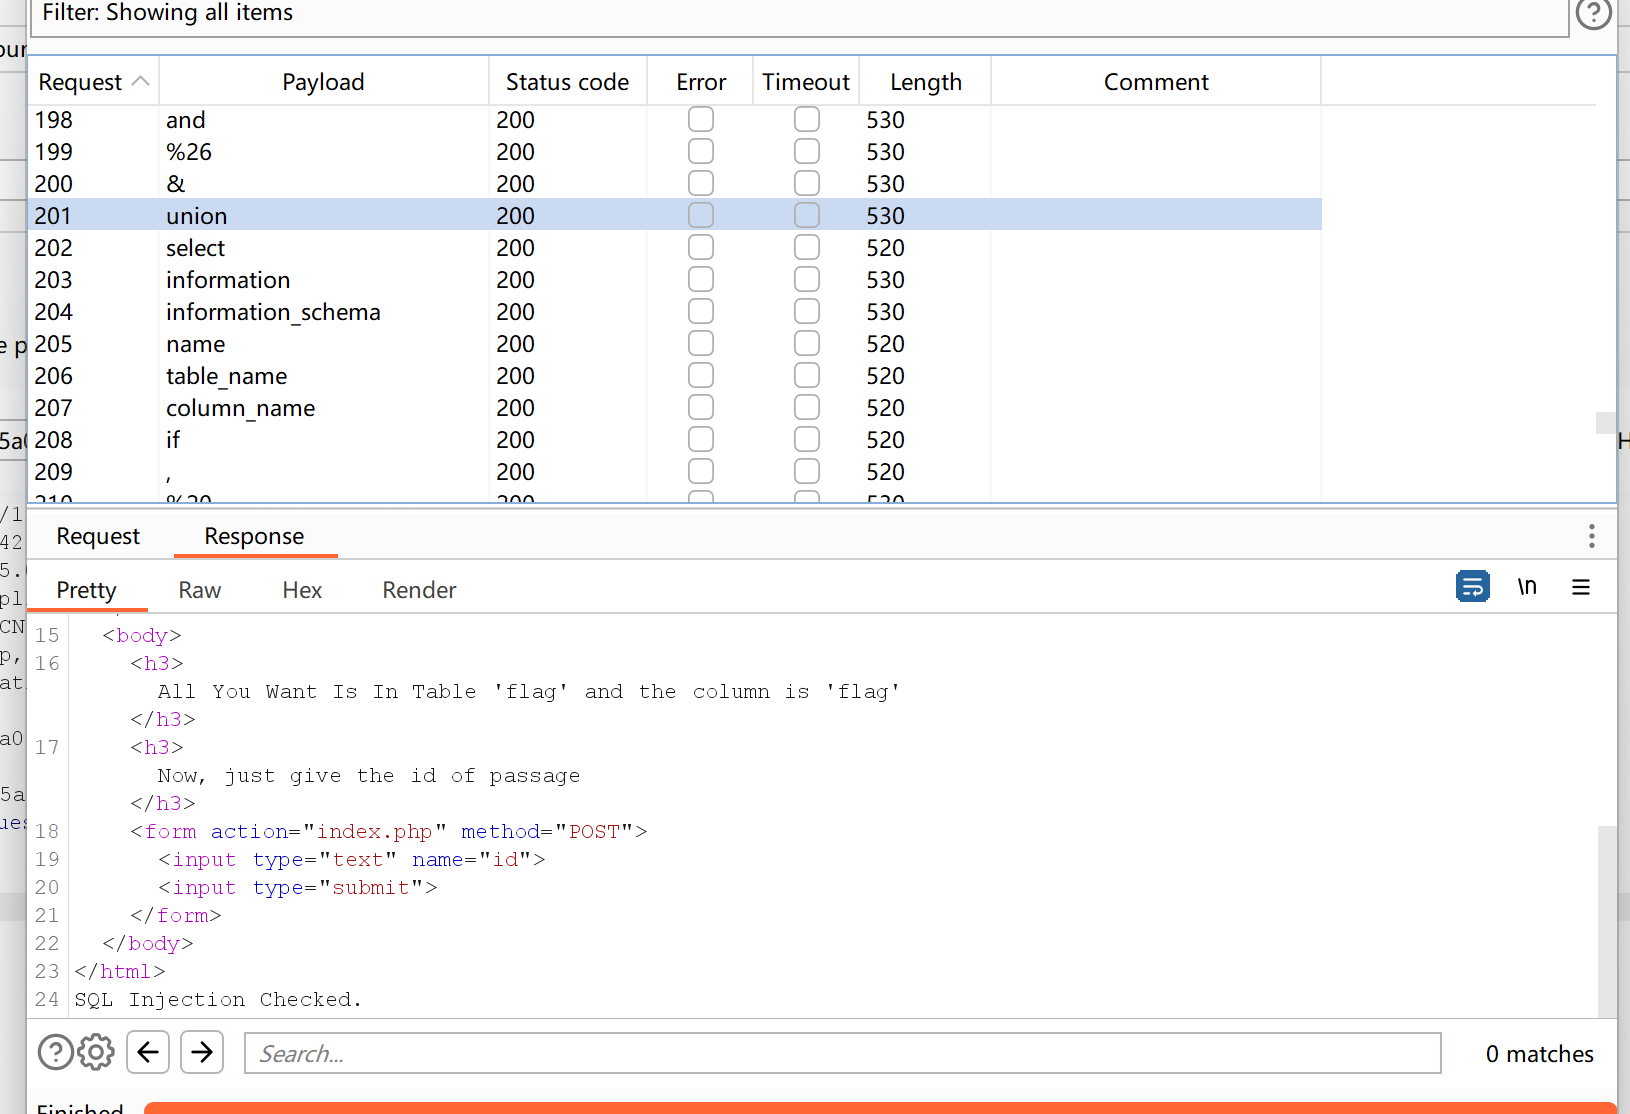 Filter: Showing all items
Request Payload Status code Error Timeout Length Comment
198 and 200 530
199 %26 200 530
200 & 200 530
201 union 200 530
202 select 200 520
203 information 200 530
204 information_schema 200 530
205 name 200 520
206 table_name 200 520
207 column_name 200 520
208 if 200 520
209 , 200 520
210 %20 200 530
Request Response
Pretty Raw Hex Render \n
15 <body>
16 <h3>
All You Want Is In Table 'flag' and the column is 'flag'
</h3>
17 <h3>
Now, just give the id of passage
</h3>
18 <form action="index.php" method="POST">
19 <input type="text" name="id">
20 <input type="submit">
21 </form>
22 </body>
23 </html>
24 SQL Injection Checked.
Search... 0 matches
Finished